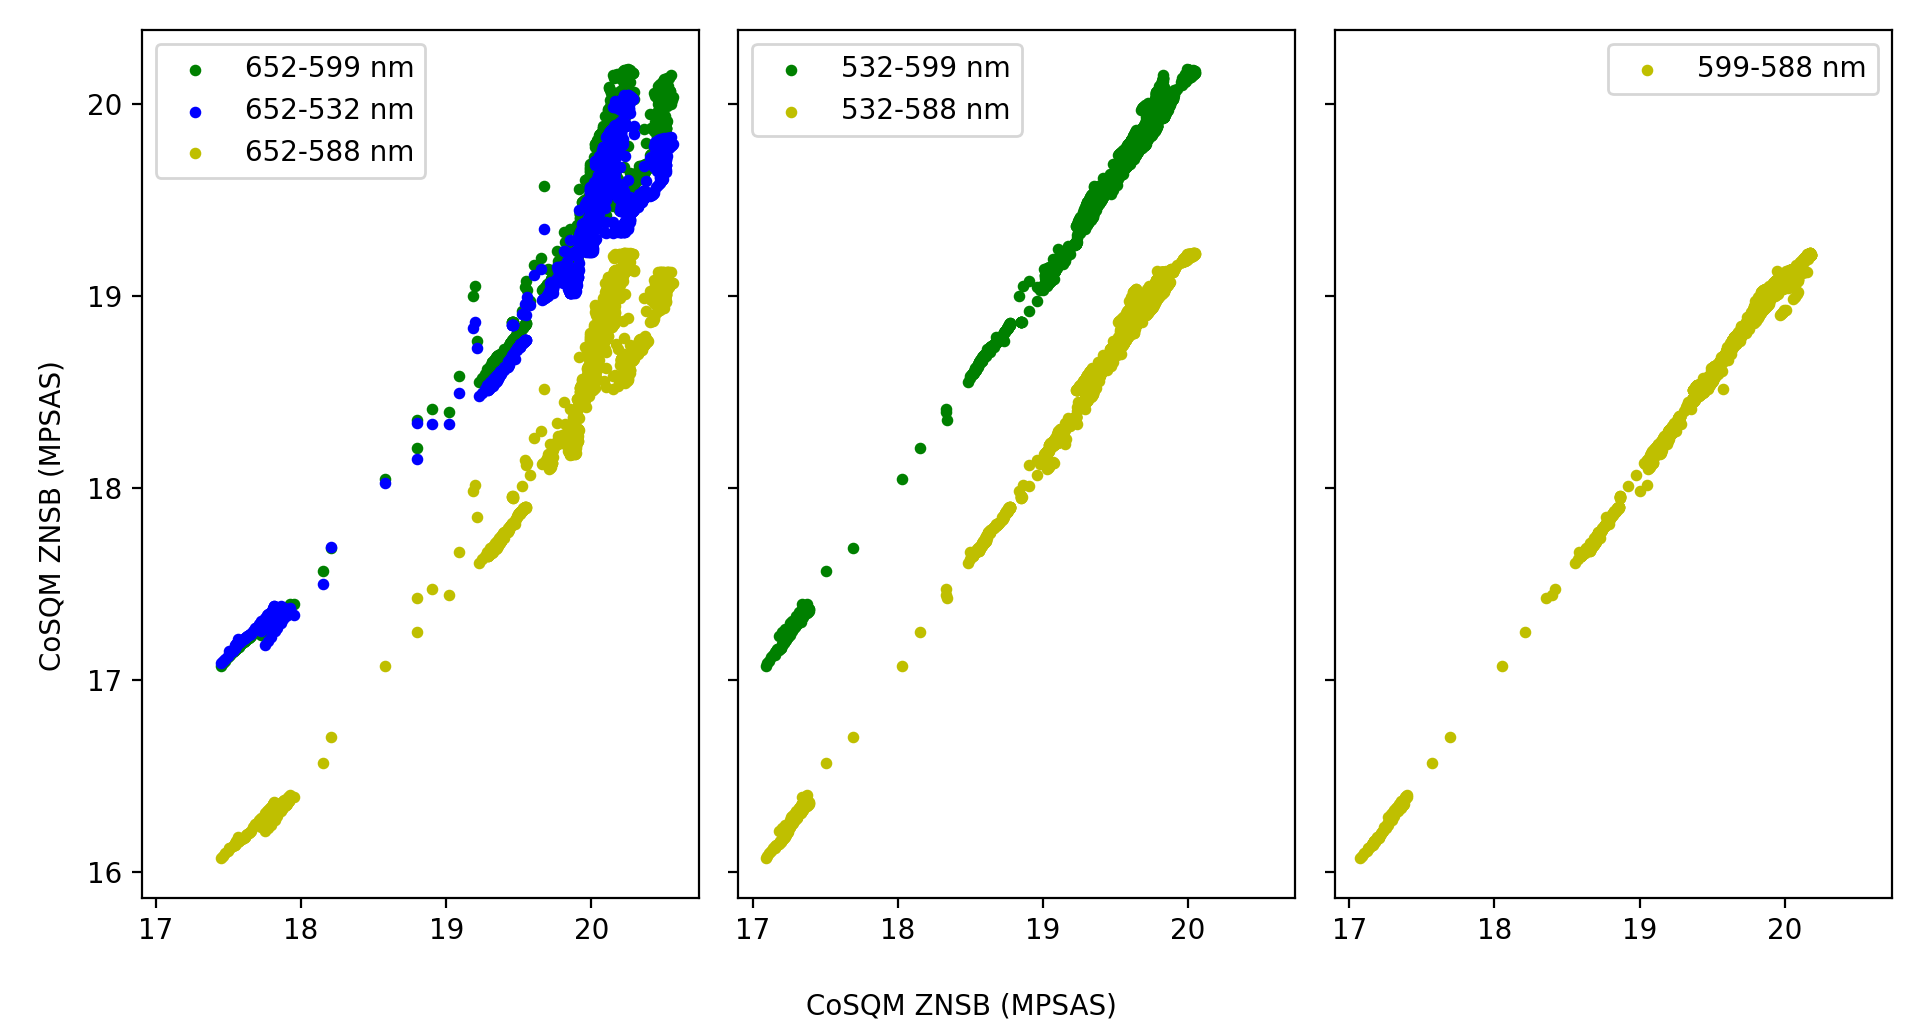 652-599 nm
652-532 nm
652-588 nm
532-599 nm
532-588 nm
599-588 nm
20
19
18
17
16
CoSQM ZNSB (MPSAS)
17 18 19 20
17 18 19 20
17 18 19 20
CoSQM ZNSB (MPSAS)